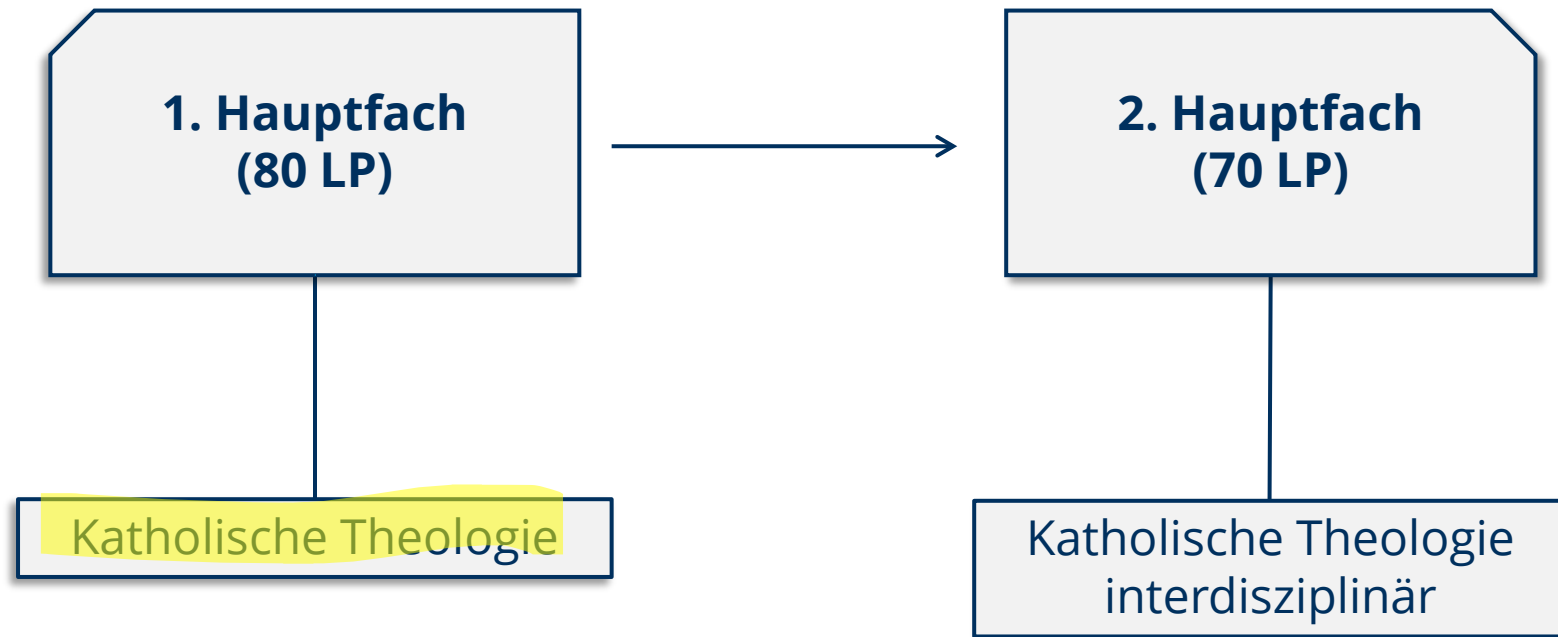 1. Hauptfach
(80 LP)
2. Hauptfach
(70 LP)
Katholische Theologie
Katholische Theologie
interdisziplinär